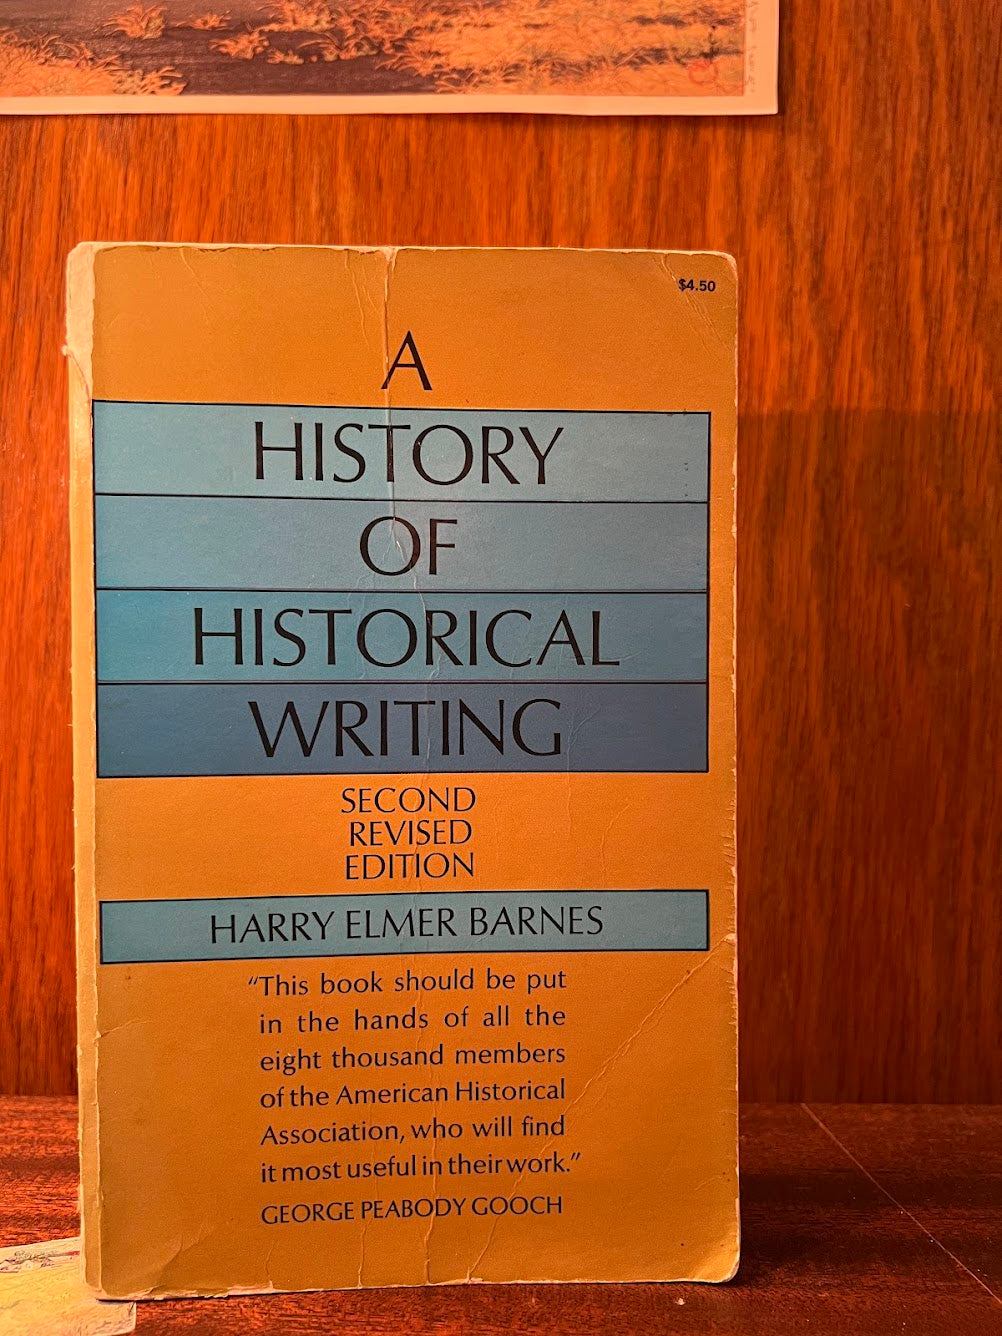 $4.50
A
HISTORY
OF
HISTORICAL
WRITING
SECOND
REVISED
EDITION
HARRY ELMER BARNES
“This book should be put
in the hands of all the
eight thousand members
of the American Historical
Association, who will find
it most useful in their work.”
GEORGE PEABODY GOOCH